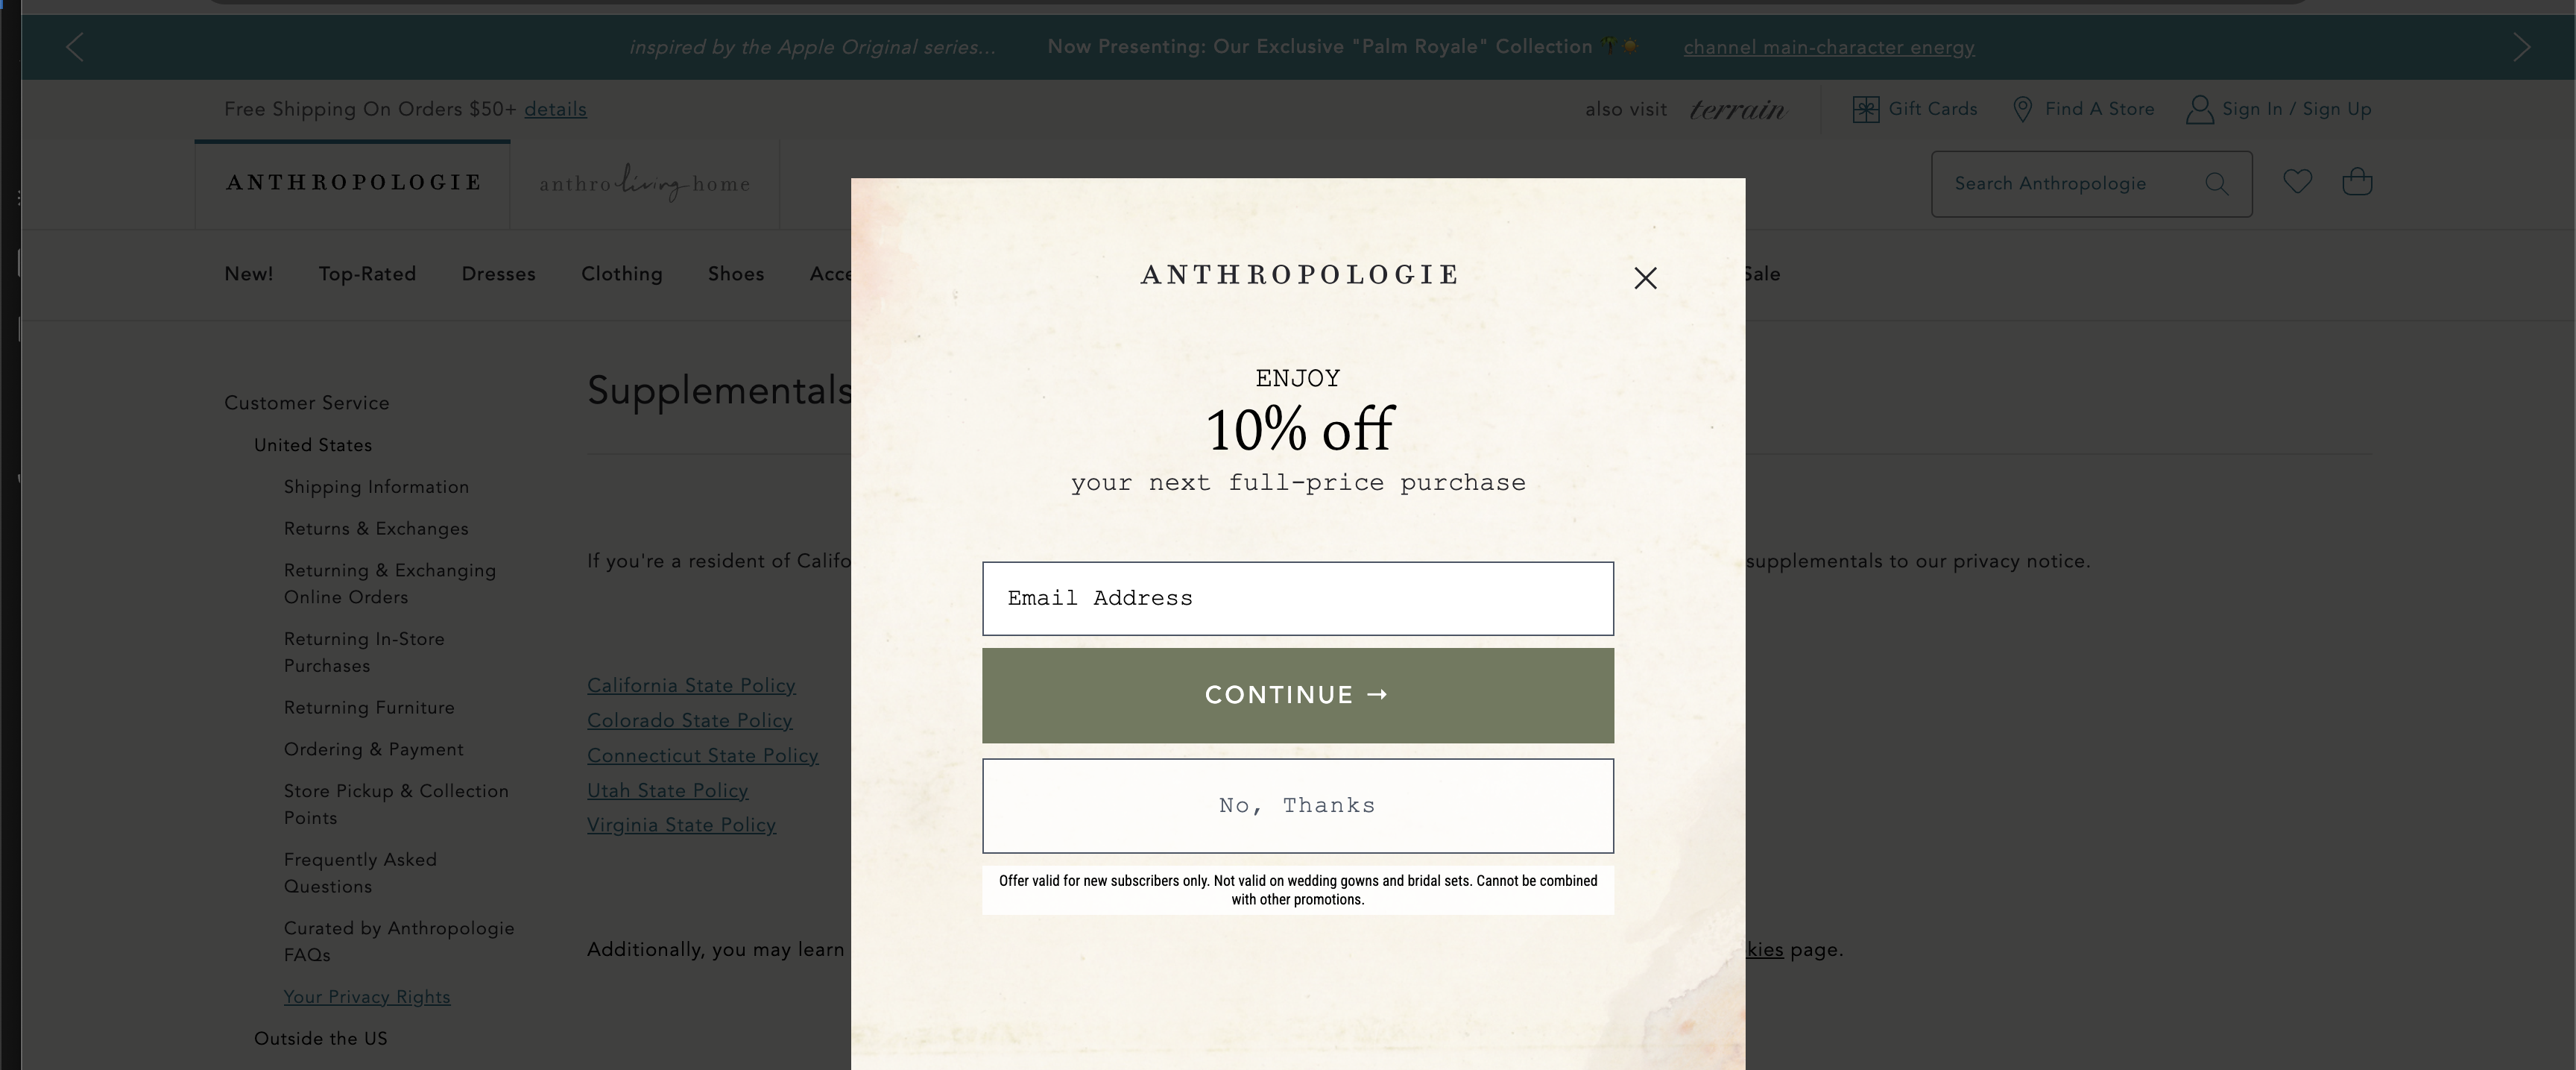 inspired by the Apple Original series... Now Presenting: Our Exclusive "Palm Royale" Collection 🌴☀️ channel main-character energy
Free Shipping On Orders $50+ details
also visit terrain Gift Cards Find A Store Sign In / Sign Up
ANTHROPOLOGIE anthroliving home
Search Anthropologie
New! Top-Rated Dresses Clothing Shoes Acce
Sale
Customer Service
United States
Shipping Information
Returns & Exchanges
Returning & Exchanging
Online Orders
Returning In-Store
Purchases
Returning Furniture
Ordering & Payment
Store Pickup & Collection
Points
Frequently Asked
Questions
Curated by Anthropologie
FAQs
Your Privacy Rights
Outside the US
Supplementals
If you're a resident of Califo
supplementals to our privacy notice.
California State Policy
Colorado State Policy
Connecticut State Policy
Utah State Policy
Virginia State Policy
Additionally, you may learn
kies page.
ANTHROPOLOGIE
ENJOY
10% off
your next full-price purchase
Email Address
CONTINUE →
No, Thanks
Offer valid for new subscribers only. Not valid on wedding gowns and bridal sets. Cannot be combined
with other promotions.